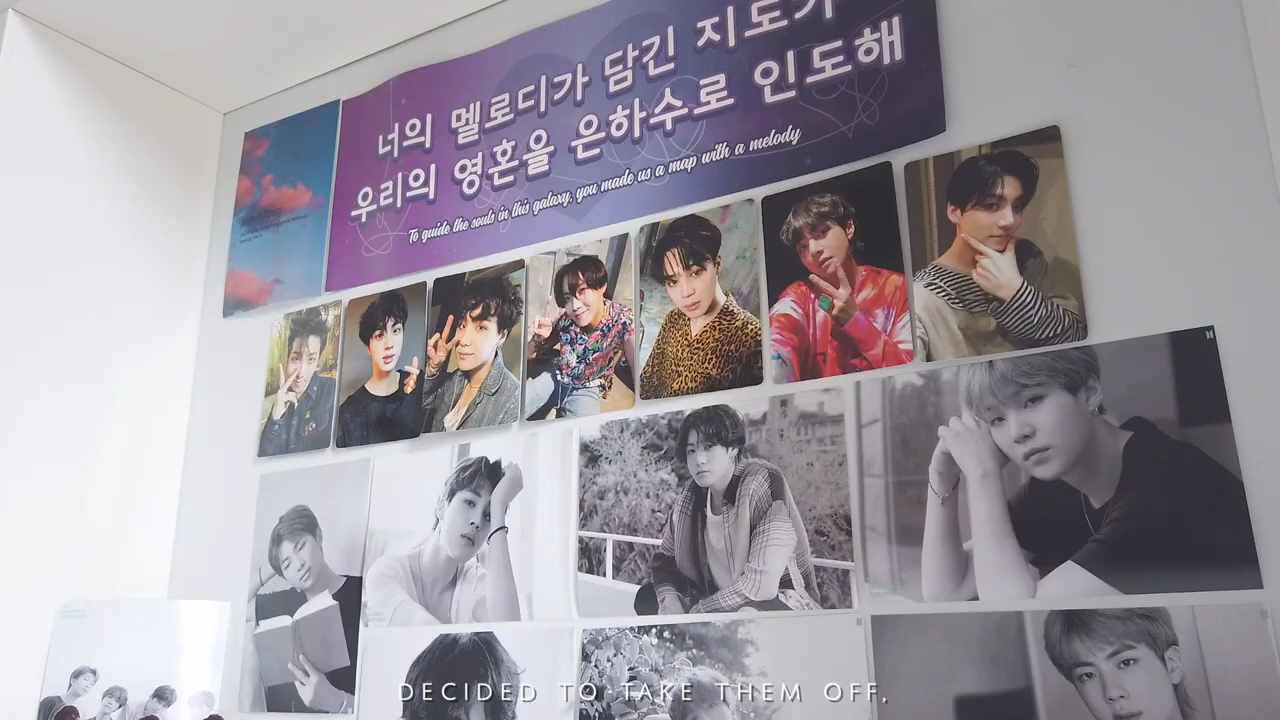 너의 멜로디가 담긴 지도가
우리의 영혼을 은하수로 인도해
To guide the souls in this galaxy, you made us a map with a melody
DECIDED TO TAKE THEM OFF,